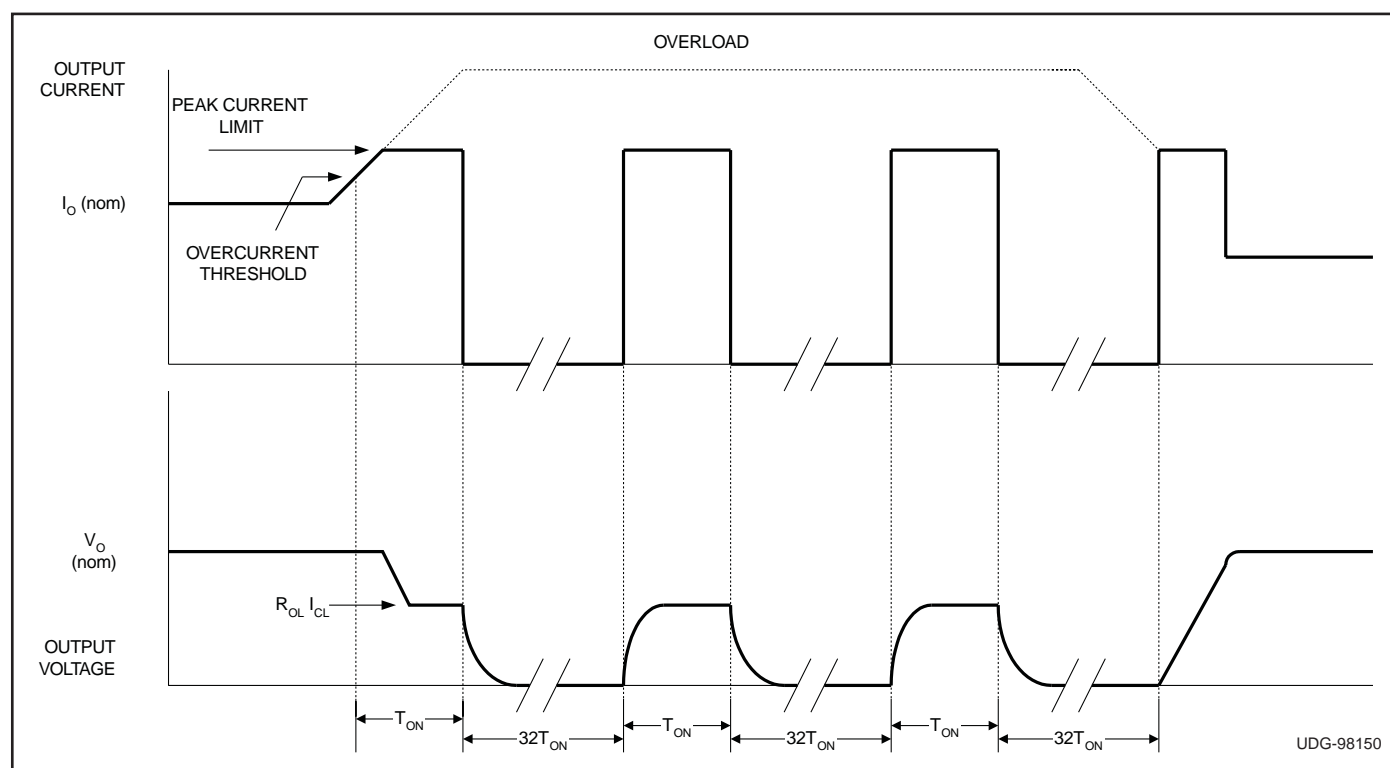 OVERLOAD
OUTPUT
CURRENT
PEAK CURRENT
LIMIT
I_O (nom)
OVERCURRENT
THRESHOLD
V_O
(nom)
R_OL I_CL
OUTPUT
VOLTAGE
T_ON
32T_ON
T_ON
32T_ON
T_ON
32T_ON
UDG-98150